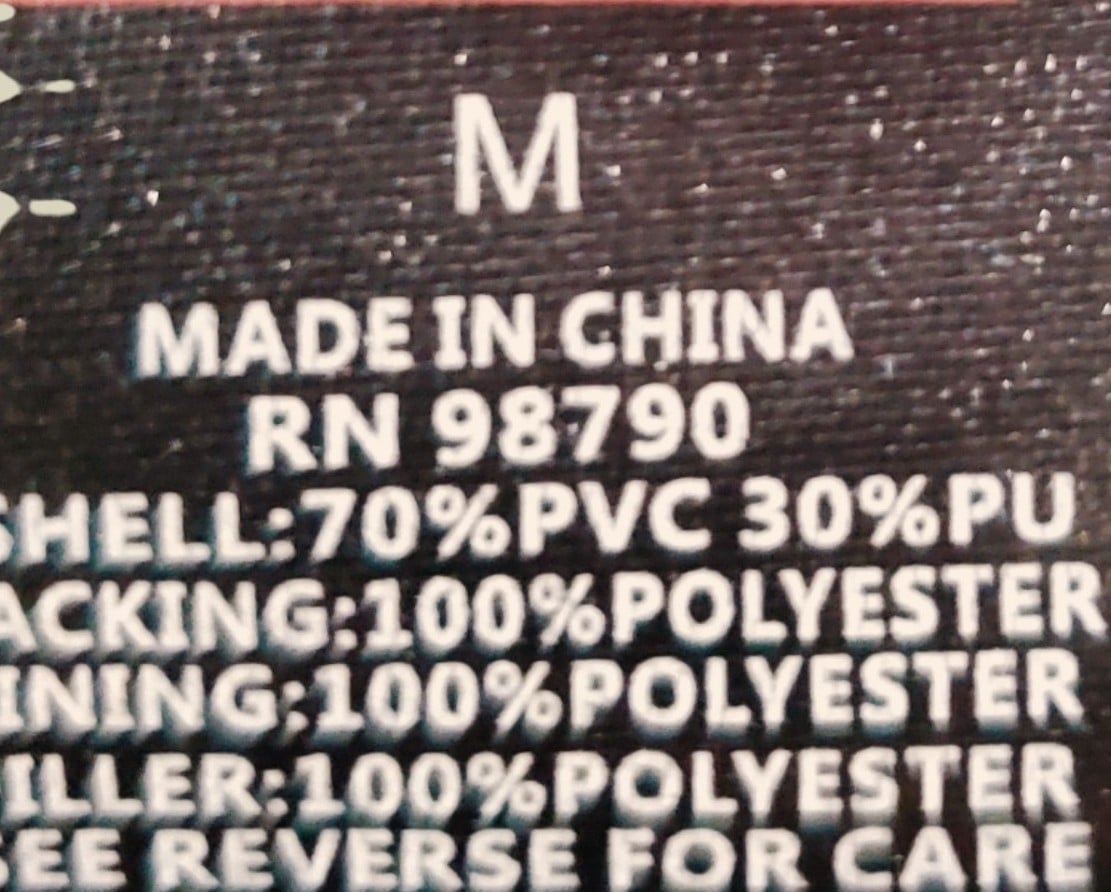 M
MADE IN CHINA
RN 98790
SHELL:70%PVC 30%PU
ACKING:100%POLYESTER
INING:100%POLYESTER
ILLER:100%POLYESTER
SEE REVERSE FOR CARE